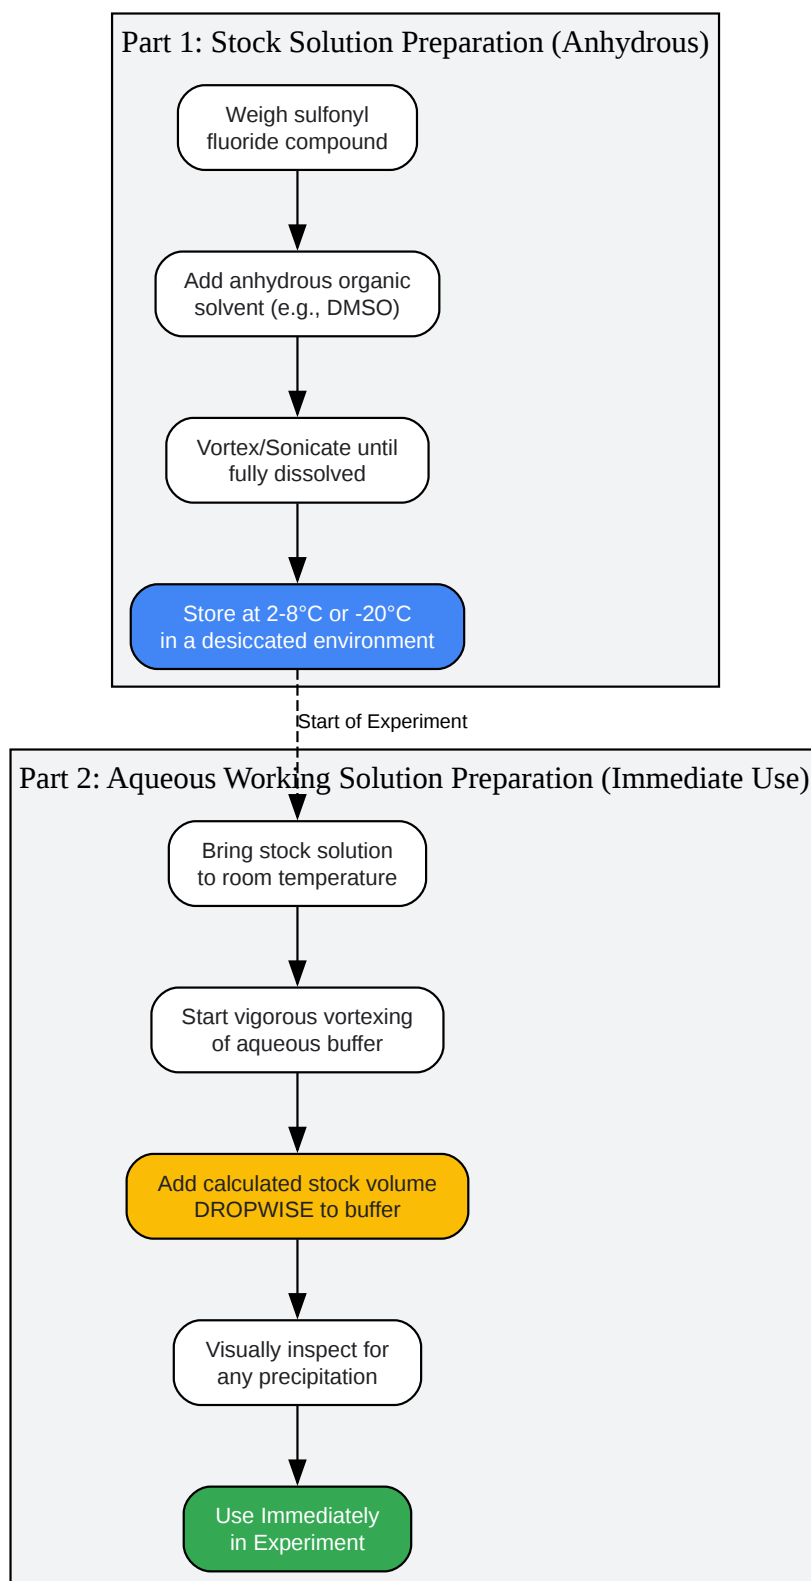 Part 1: Stock Solution Preparation (Anhydrous)
Weigh sulfonyl
fluoride compound
Add anhydrous organic
solvent (e.g., DMSO)
Vortex/Sonicate until
fully dissolved
Store at 2-8°C or -20°C
in a desiccated environment
Start of Experiment
Part 2: Aqueous Working Solution Preparation (Immediate Use)
Bring stock solution
to room temperature
Start vigorous vortexing
of aqueous buffer
Add calculated stock volume
DROPWISE to buffer
Visually inspect for
any precipitation
Use Immediately
in Experiment